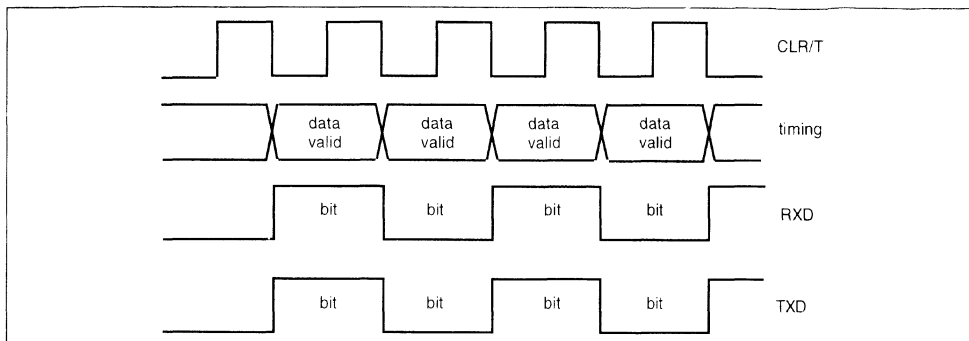 CLR/T
data data data data
valid valid valid valid
timing
bit bit bit bit
RXD
bit bit bit bit
TXD